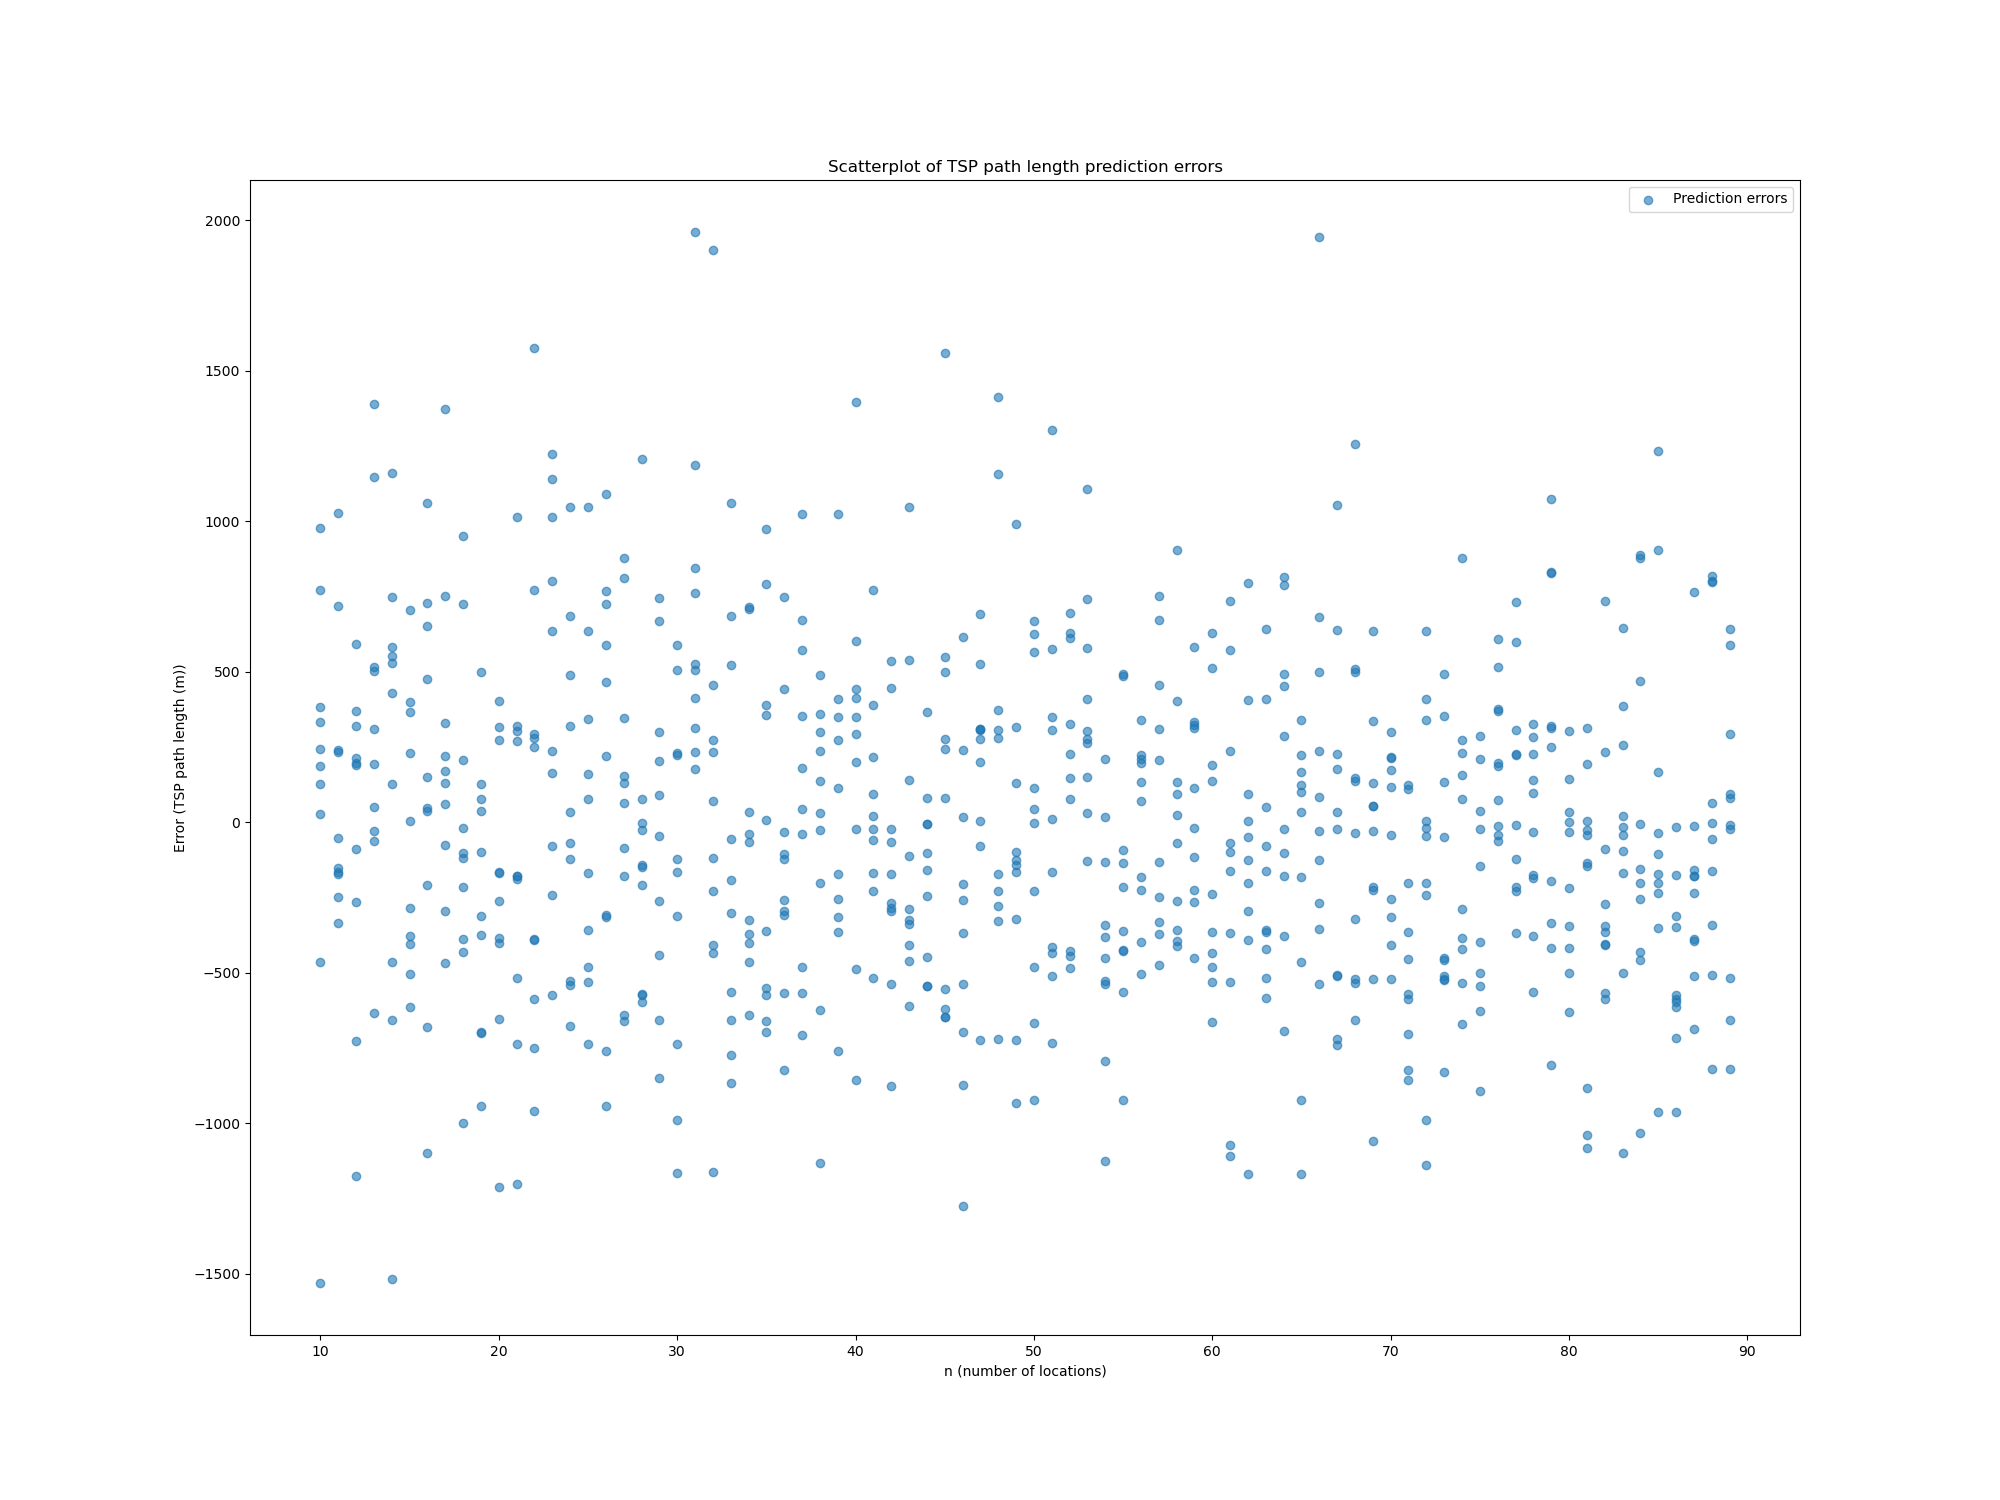 Scatterplot of TSP path length prediction errors
Prediction errors
2000
1500
1000
500
0
−500
−1000
−1500
Error (TSP path length (m))
10 20 30 40 50 60 70 80 90
n (number of locations)